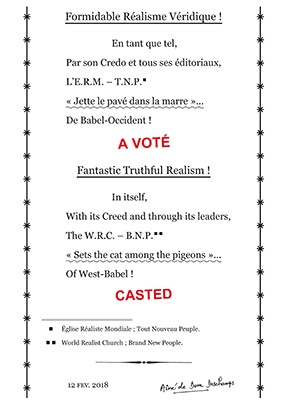 Formidable Réalisme Véridique !
En tant que tel,
Par son Credo et tous ses éditoriaux,
L'E.R.M. – T.N.P.▪
« Jette le pavé dans la marre »...
De Babel-Occident !
A VOTÉ
Fantastic Truthful Realism !
In itself,
With its Creed and through its leaders,
The W.R.C. – B.N.P.▪▪
« Sets the cat among the pigeons »...
Of West-Babel !
CASTED
▪ Église Réaliste Mondiale ; Tout Nouveau Peuple.
▪▪ World Realist Church ; Brand New People.
12 FEV. 2018
Aimé de Dom Deschamps